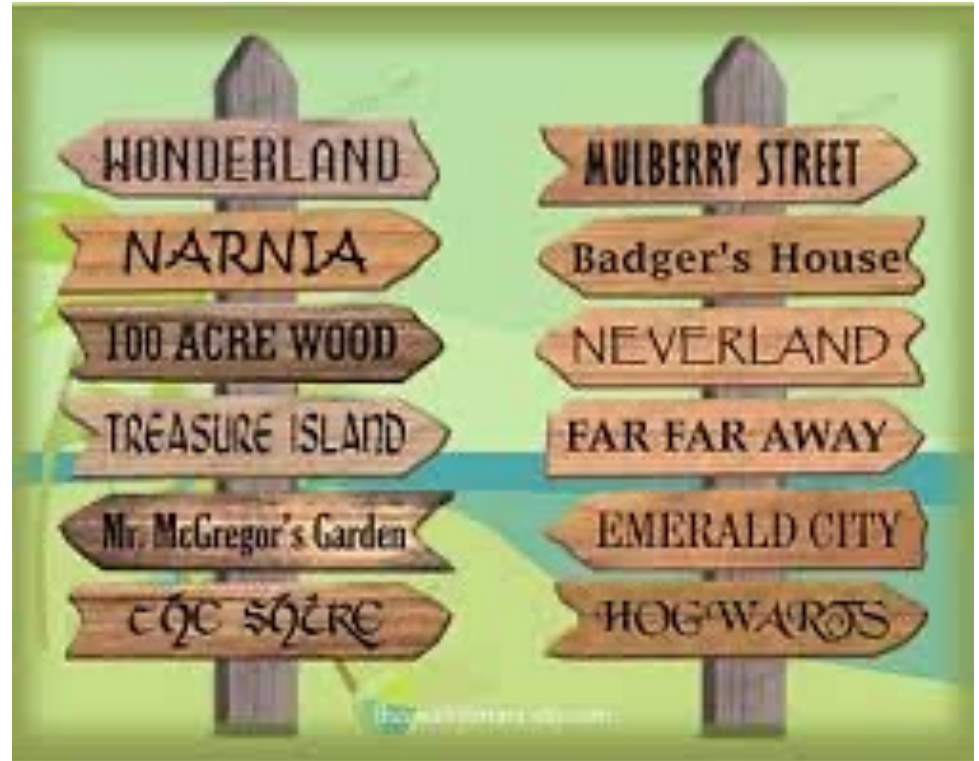 WONDERLAND
NARNIA
100 ACRE WOOD
TREASURE ISLAND
Mr. McGregor's Garden
THE SHIRE
MULBERRY STREET
Badger's House
NEVERLAND
FAR FAR AWAY
EMERALD CITY
HOGWARTS